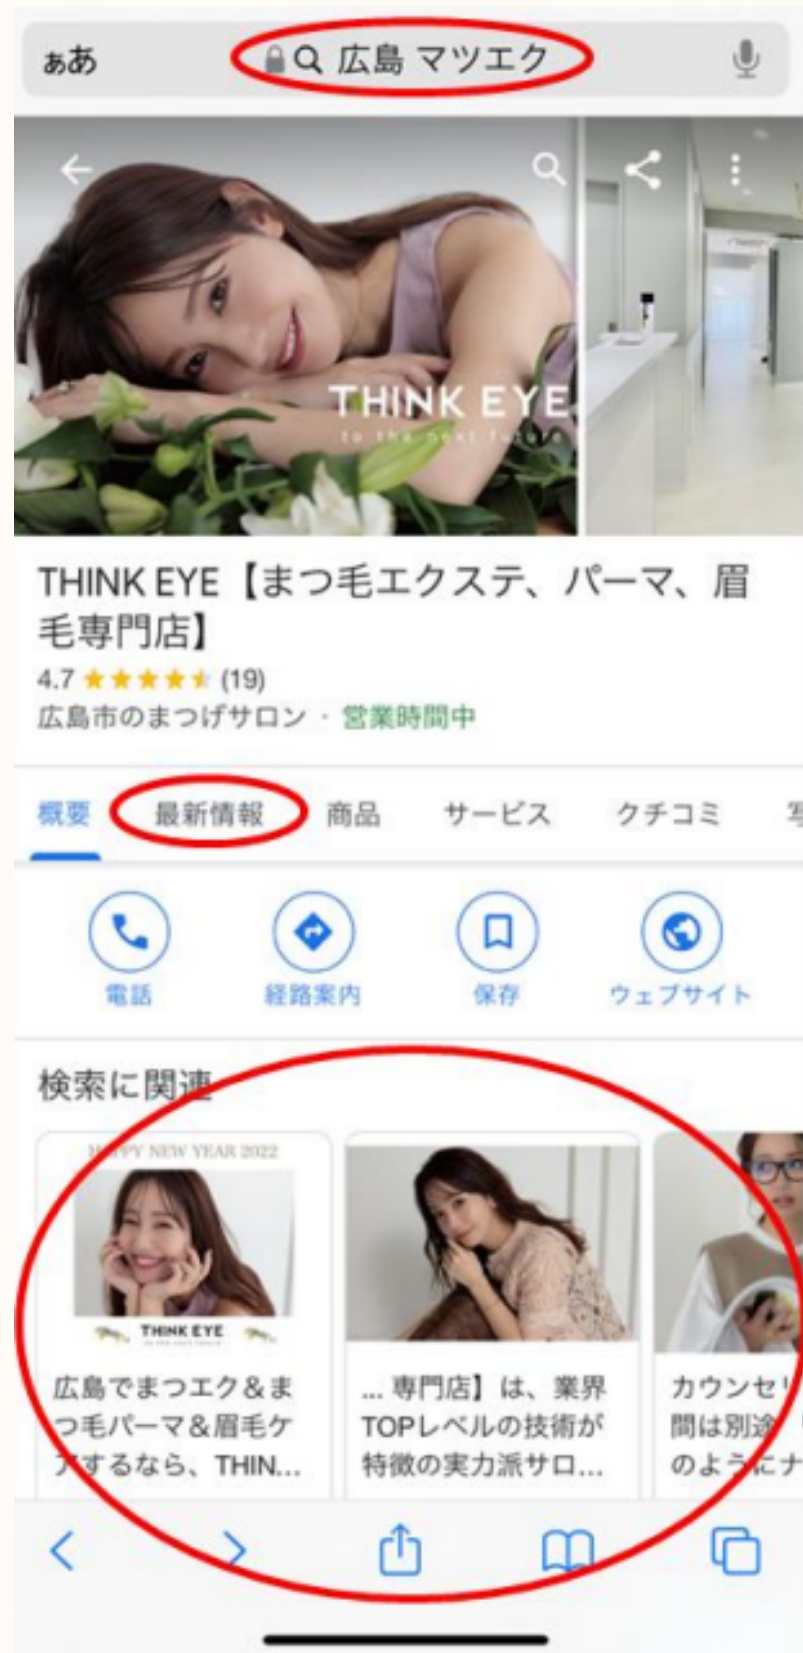 ぁあ
広島 マツエク
THINK EYE
to the next future
THINK EYE【まつ毛エクステ、パーマ、眉
毛専門店】
4.7 (19)
広島市のまつげサロン · 営業時間中
概要 最新情報 商品 サービス クチコミ 写
電話 経路案内 保存 ウェブサイト
検索に関連
HAPPY NEW YEAR 2022
THINK EYE
広島でまつエク＆ま
つ毛パーマ＆眉毛ケ
アするなら、THIN...
... 専門店】は、業界
TOPレベルの技術が
特徴の実力派サロ...
カウンセリ
間は別途
のようにナ